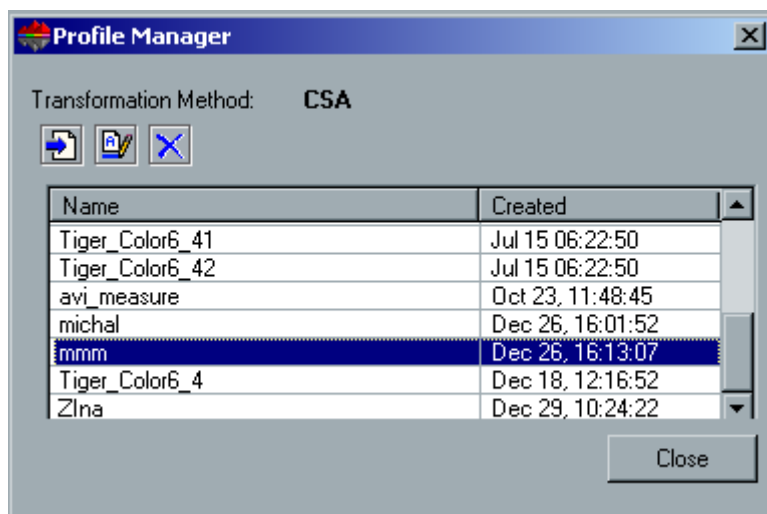 Profile Manager
Transformation Method: CSA
Name Created
Tiger_Color6_41 Jul 15 06:22:50
Tiger_Color6_42 Jul 15 06:22:50
avi_measure Oct 23, 11:48:45
michal Dec 26, 16:01:52
mmm Dec 26, 16:13:07
Tiger_Color6_4 Dec 18, 12:16:52
ZIna Dec 29, 10:24:22
Close